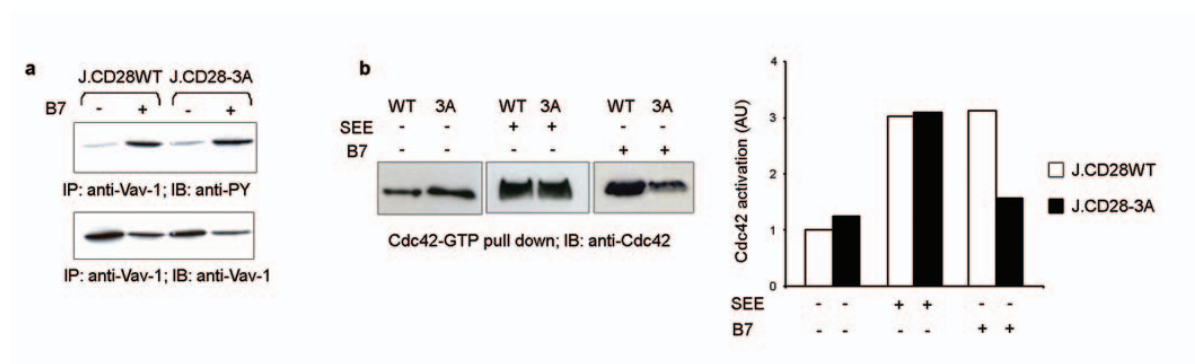 a
J.CD28WT J.CD28-3A
B7 - + - +
IP: anti-Vav-1; IB: anti-PY
IP: anti-Vav-1; IB: anti-Vav-1
b
WT 3A WT 3A WT 3A
SEE - - + + - -
B7 - - - - + +
Cdc42-GTP pull down; IB: anti-Cdc42
Cdc42 activation (AU)
4
3
2
1
0
SEE - - + + - -
B7 - - - - + +
J.CD28WT
J.CD28-3A